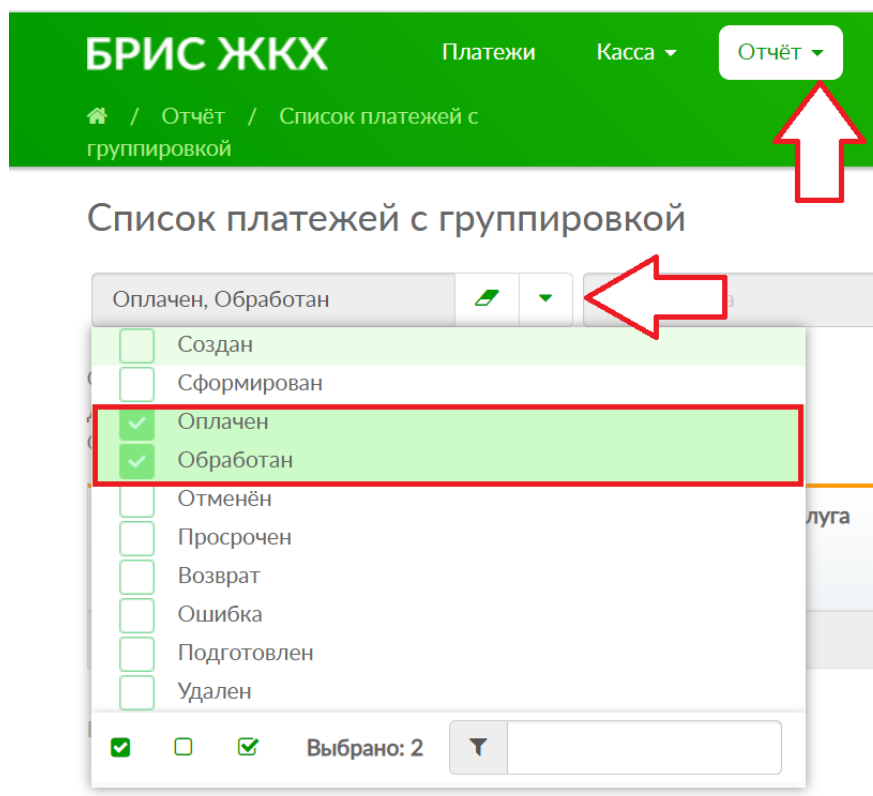 БРИС ЖКХ Платежи Касса Отчёт
/ Отчёт / Список платежей с
группировкой
Список платежей с группировкой
Оплачен, Обработан
Создан
Сформирован
Оплачен
Обработан
Отменён
Просрочен
Возврат
Ошибка
Подготовлен
Удален
луга
Выбрано: 2